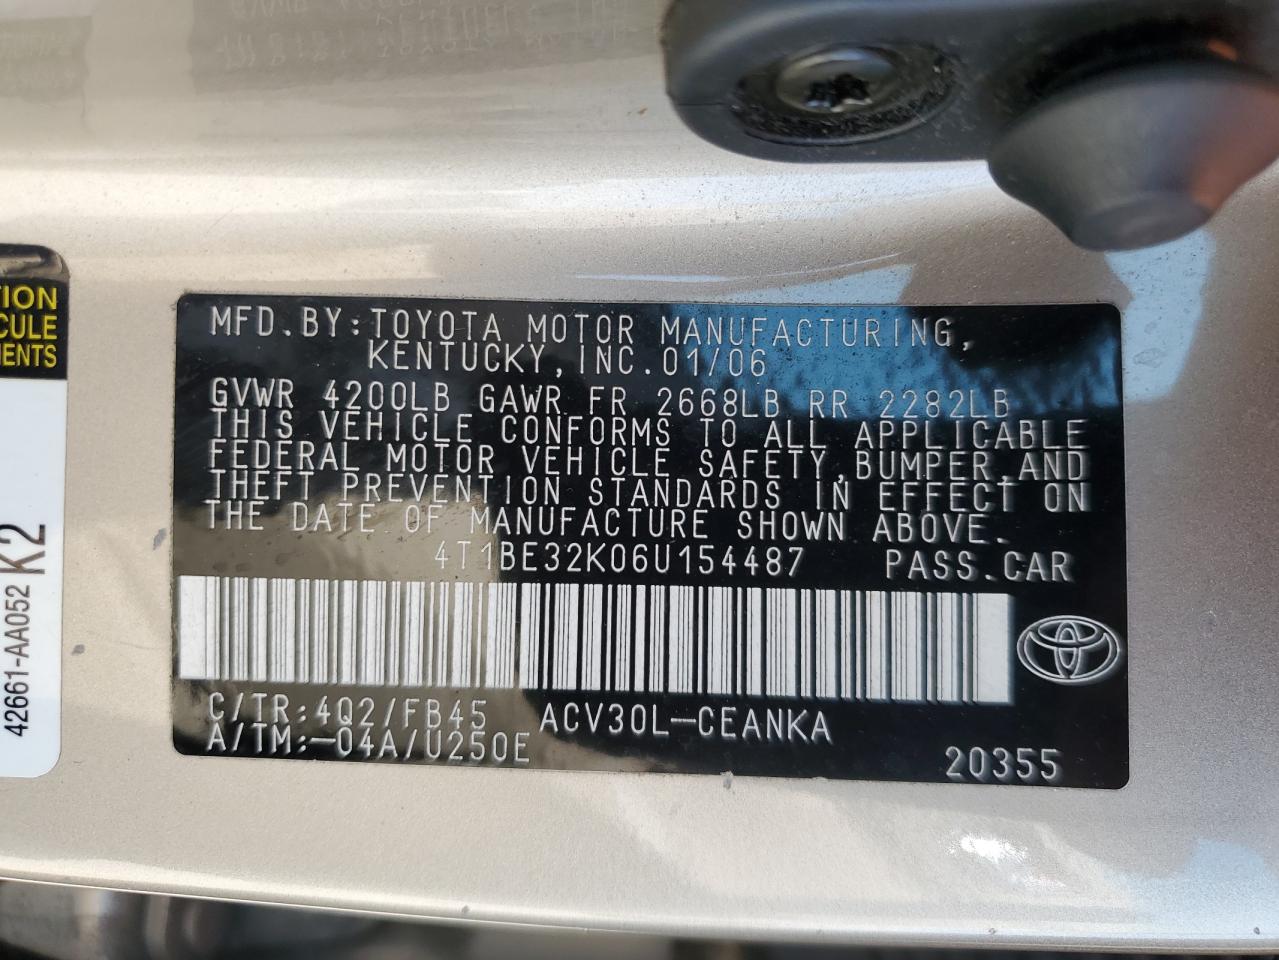 TION
CULE
MENTS
42661-AA052 K2
MFD.BY:TOYOTA MOTOR MANUFACTURING,
KENTUCKY,INC.01/06
GVWR 4200LB GAWR FR 2668LB RR 2282LB
THIS VEHICLE CONFORMS TO ALL APPLICABLE
FEDERAL MOTOR VEHICLE SAFETY,BUMPER,AND
THEFT PREVENTION STANDARDS IN EFFECT ON
THE DATE OF MANUFACTURE SHOWN ABOVE.
4T1BE32K06U154487 PASS.CAR
C/TR:4Q2/FB45 ACV30L-CEANKA
A/TM:-04A/U250E
20355